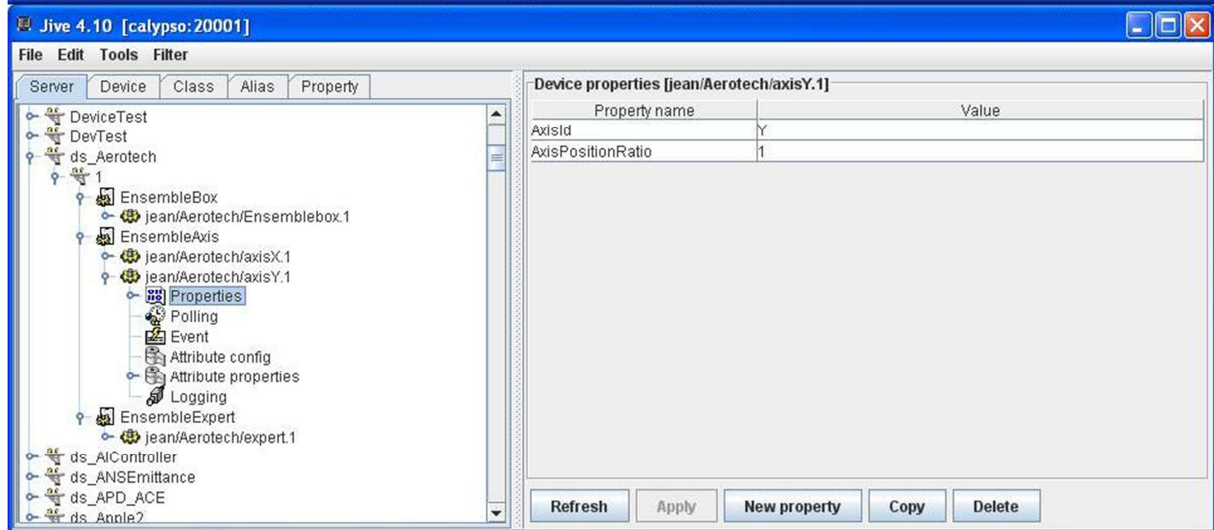 Jive 4.10 [calypso:20001]
File Edit Tools Filter
Server Device Class Alias Property
DeviceTest
DevTest
ds_Aerotech
1
EnsembleBox
jean/Aerotech/Ensemblebox.1
EnsembleAxis
jean/Aerotech/axisX.1
jean/Aerotech/axisY.1
Properties
Polling
Event
Attribute config
Attribute properties
Logging
EnsembleExpert
jean/Aerotech/expert.1
ds_AIController
ds_ANSEmittance
ds_APD_ACE
ds_Apple2
Device properties [jean/Aerotech/axisY.1]
Property name Value
AxisId Y
AxisPositionRatio 1
Refresh Apply New property Copy Delete